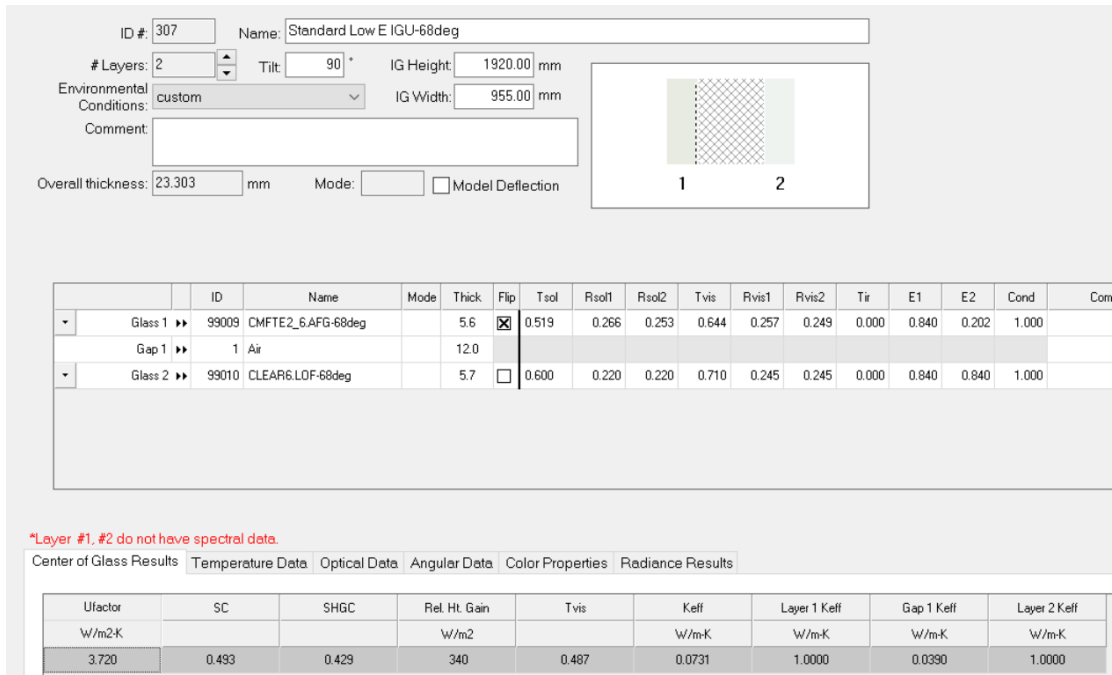 ID #: 307 Name: Standard Low E IGU-68deg
# Layers: 2 Tilt: 90 ° IG Height: 1920.00 mm
Environmental Conditions: custom IG Width: 955.00 mm
Comment:
Overall thickness: 23.303 mm Mode: Model Deflection
1 2
ID Name Mode Thick Flip Tsol Rsol1 Rsol2 Tvis Rvis1 Rvis2 Tir E1 E2 Cond Com
Glass 1 99009 CMFTE2_6.AFG-68deg 5.6 0.519 0.266 0.253 0.644 0.257 0.249 0.000 0.840 0.202 1.000
Gap 1 1 Air 12.0
Glass 2 99010 CLEAR6.LOF-68deg 5.7 0.600 0.220 0.220 0.710 0.245 0.245 0.000 0.840 0.840 1.000
*Layer #1, #2 do not have spectral data.
Center of Glass Results Temperature Data Optical Data Angular Data Color Properties Radiance Results
Ufactor SC SHGC Rel. Ht. Gain Tvis Keff Layer 1 Keff Gap 1 Keff Layer 2 Keff
W/m2-K W/m2 W/m-K W/m-K W/m-K W/m-K
3.720 0.493 0.429 340 0.487 0.0731 1.0000 0.0390 1.0000